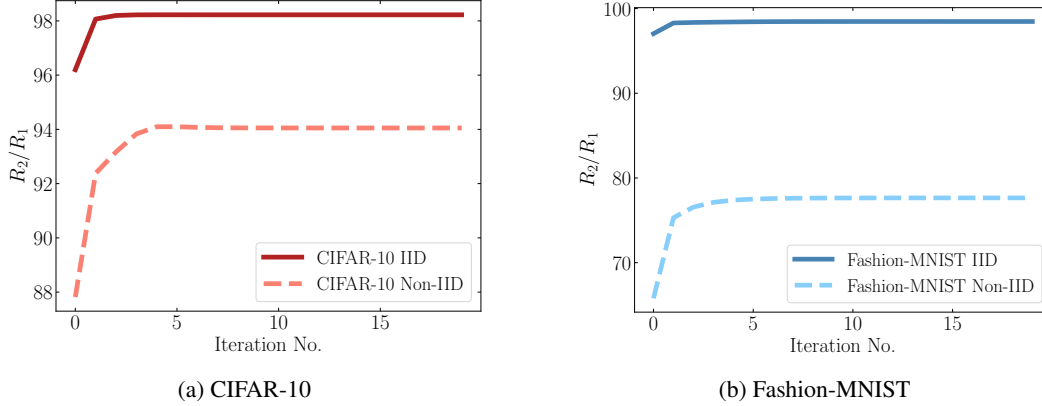 98
96
94
92
90
88
R2/R1
0
5
10
15
Iteration No.
CIFAR-10 IID
CIFAR-10 Non-IID
(a) CIFAR-10
100
90
80
70
R2/R1
0
5
10
15
Iteration No.
Fashion-MNIST IID
Fashion-MNIST Non-IID
(b) Fashion-MNIST